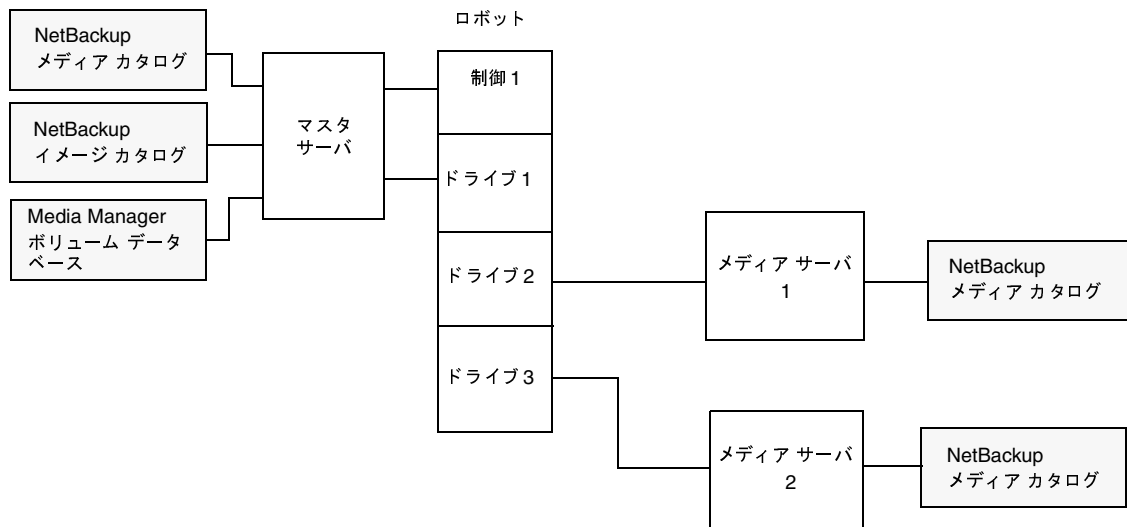 ロボット
NetBackup
メディア カタログ
NetBackup
イメージ カタログ
Media Manager
ボリューム データ
ベース
マスタ
サーバ
制御 1
ドライブ 1
ドライブ 2
ドライブ 3
メディア サーバ
1
NetBackup
メディア カタログ
メディア サーバ
2
NetBackup
メディア カタログ